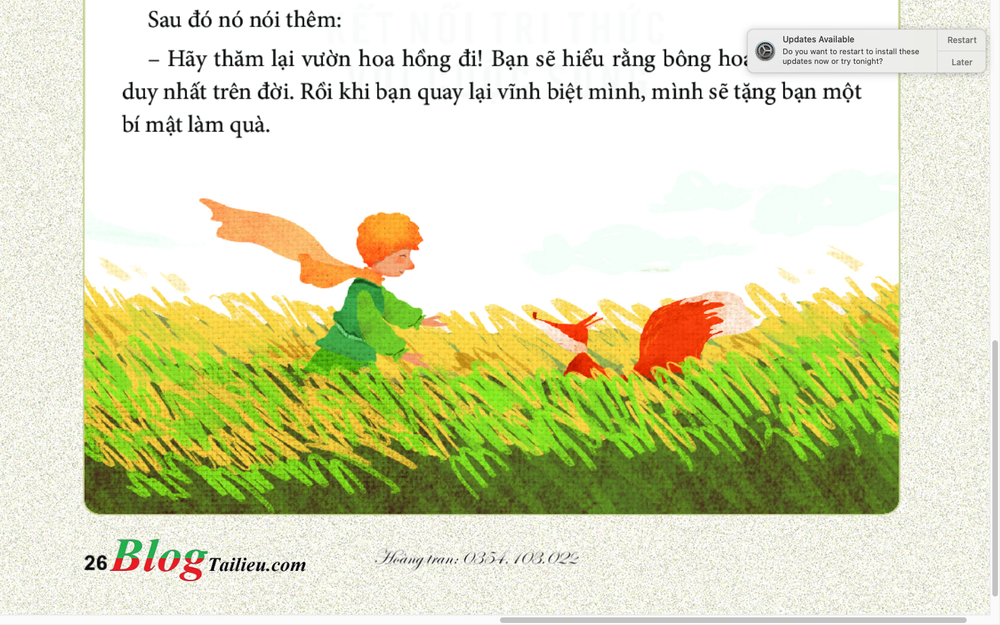 KẾT NỐI TRI THỨC
Sau đó nó nói thêm:
– Hãy thăm lại vườn hoa hồng đi! Bạn sẽ hiểu rằng bông hoa
duy nhất trên đời. Rồi khi bạn quay lại vĩnh biệt mình, mình sẽ tặng bạn một
bí mật làm quà.
Updates Available
Do you want to restart to install these
updates now or try tonight?
Restart
Later
26 Blog Tailieu.com
Hoàng tran: 0354.103.022